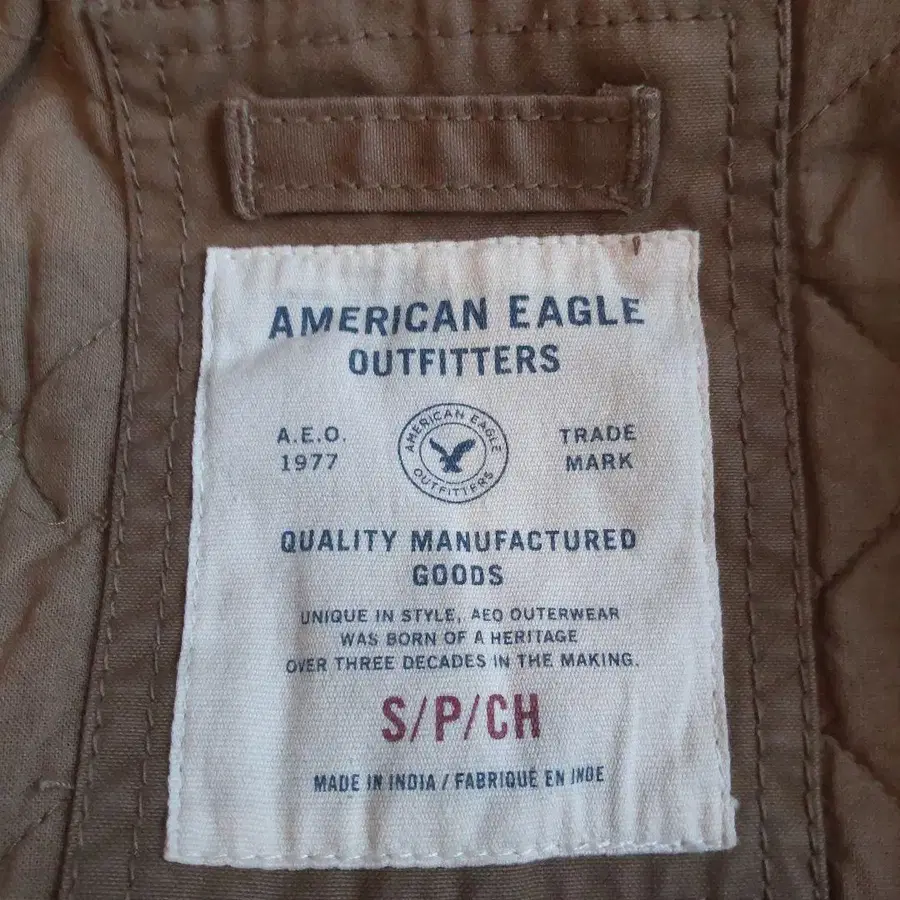 AMERICAN EAGLE
OUTFITTERS
A.E.O.
1977
AMERICAN EAGLE
OUTFITTERS
TRADE
MARK
QUALITY MANUFACTURED
GOODS
UNIQUE IN STYLE, AEO OUTERWEAR
WAS BORN OF A HERITAGE
OVER THREE DECADES IN THE MAKING.
S/P/CH
MADE IN INDIA / FABRIQUÉ EN INDE